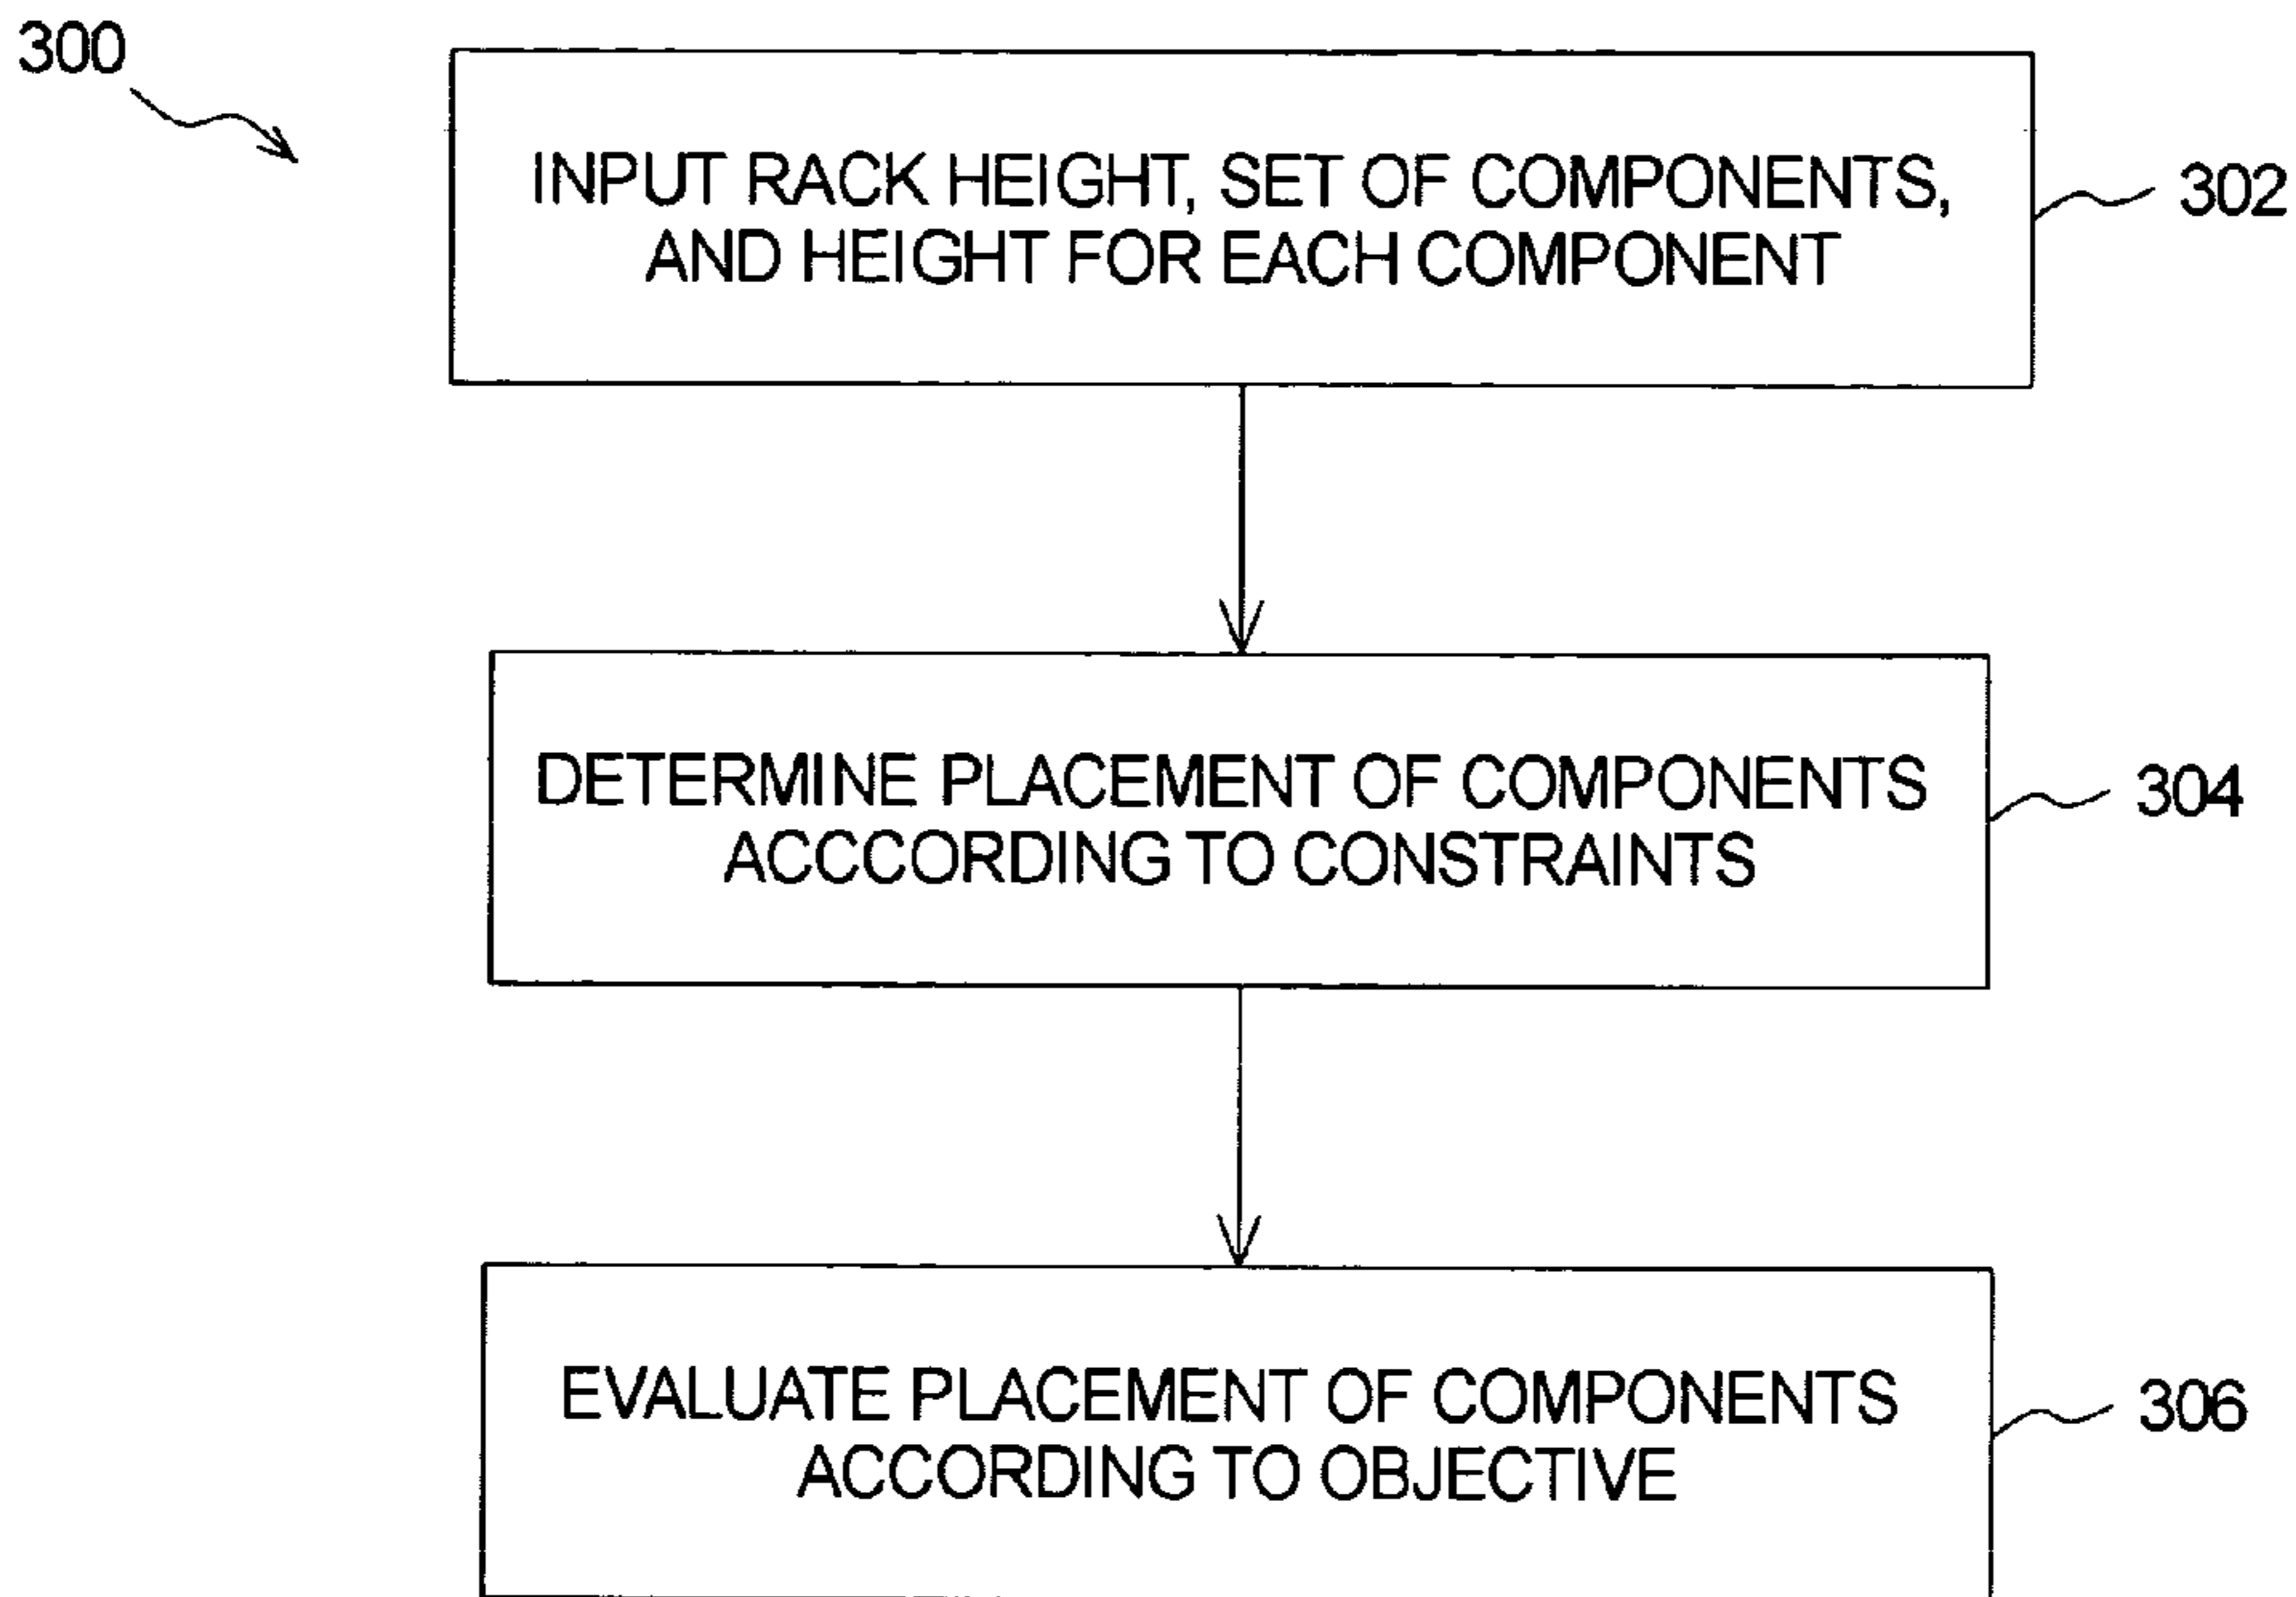 300
INPUT RACK HEIGHT, SET OF COMPONENTS,
AND HEIGHT FOR EACH COMPONENT
302
DETERMINE PLACEMENT OF COMPONENTS
ACCCORDING TO CONSTRAINTS
304
EVALUATE PLACEMENT OF COMPONENTS
ACCORDING TO OBJECTIVE
306